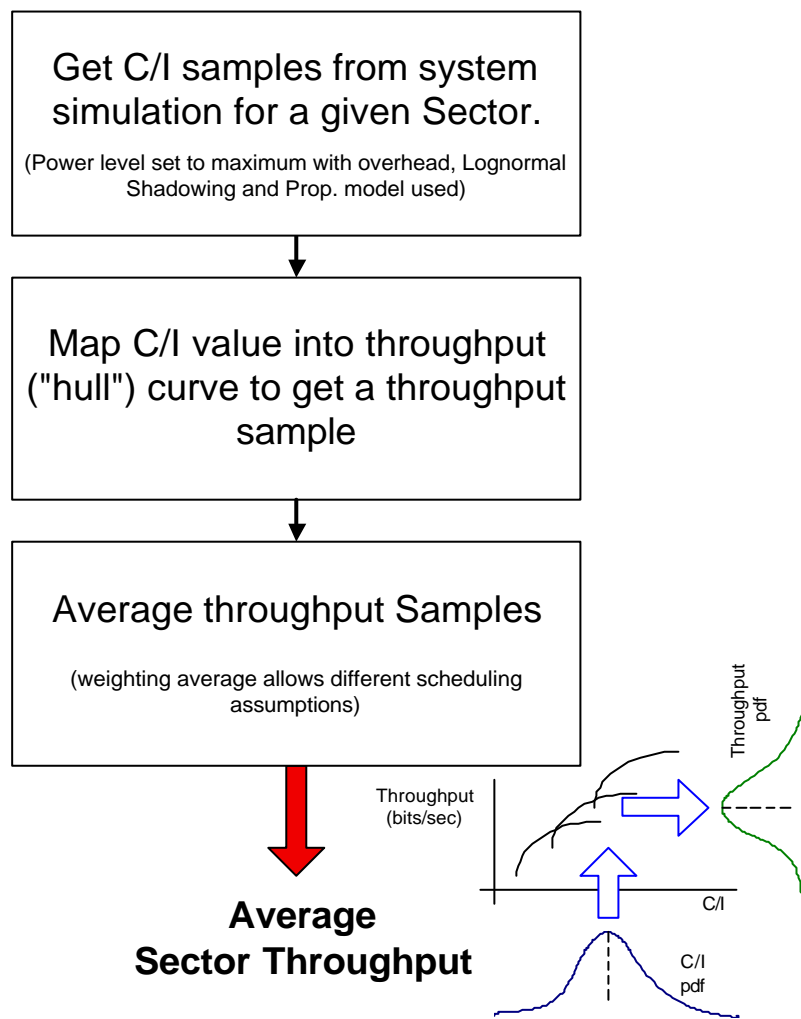 Get C/I samples from system
simulation for a given Sector.
(Power level set to maximum with overhead, Lognormal
Shadowing and Prop. model used)
Map C/I value into throughput
("hull") curve to get a throughput
sample
Average throughput Samples
(weighting average allows different scheduling
assumptions)
Throughput
pdf
Throughput
(bits/sec)
C/I
Average
Sector Throughput
C/I
pdf